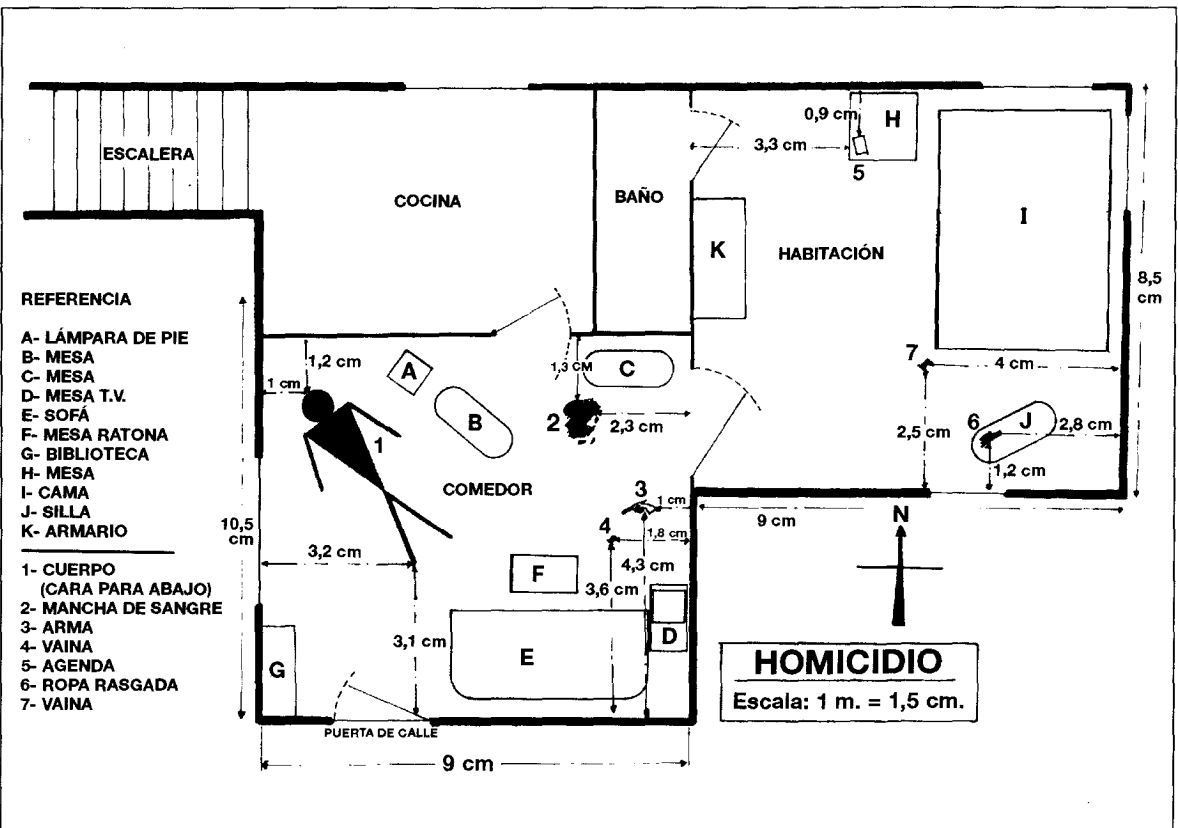 ESCALERA
COCINA
BAÑO
0,9 cm
H
3,3 cm
5
K
HABITACIÓN
I
8,5
cm
REFERENCIA
A- LÁMPARA DE PIE
B- MESA
C- MESA
D- MESA T.V.
E- SOFÁ
F- MESA RATONA
G- BIBLIOTECA
H- MESA
I- CAMA
J- SILLA
K- ARMARIO
1- CUERPO
(CARA PARA ABAJO)
2- MANCHA DE SANGRE
3- ARMA
4- VAINA
5- AGENDA
6- ROPA RASGADA
7- VAINA
10,5
cm
1,2 cm
1 cm
A
B
1
1,3 CM
C
2
2,3 cm
COMEDOR
3
1 cm
4
1,8 cm
4,3 cm
3,6 cm
3,2 cm
3,1 cm
F
E
D
G
PUERTA DE CALLE
9 cm
7
4 cm
2,5 cm
6
J
2,8 cm
1,2 cm
9 cm
N
HOMICIDIO
Escala: 1 m. = 1,5 cm.